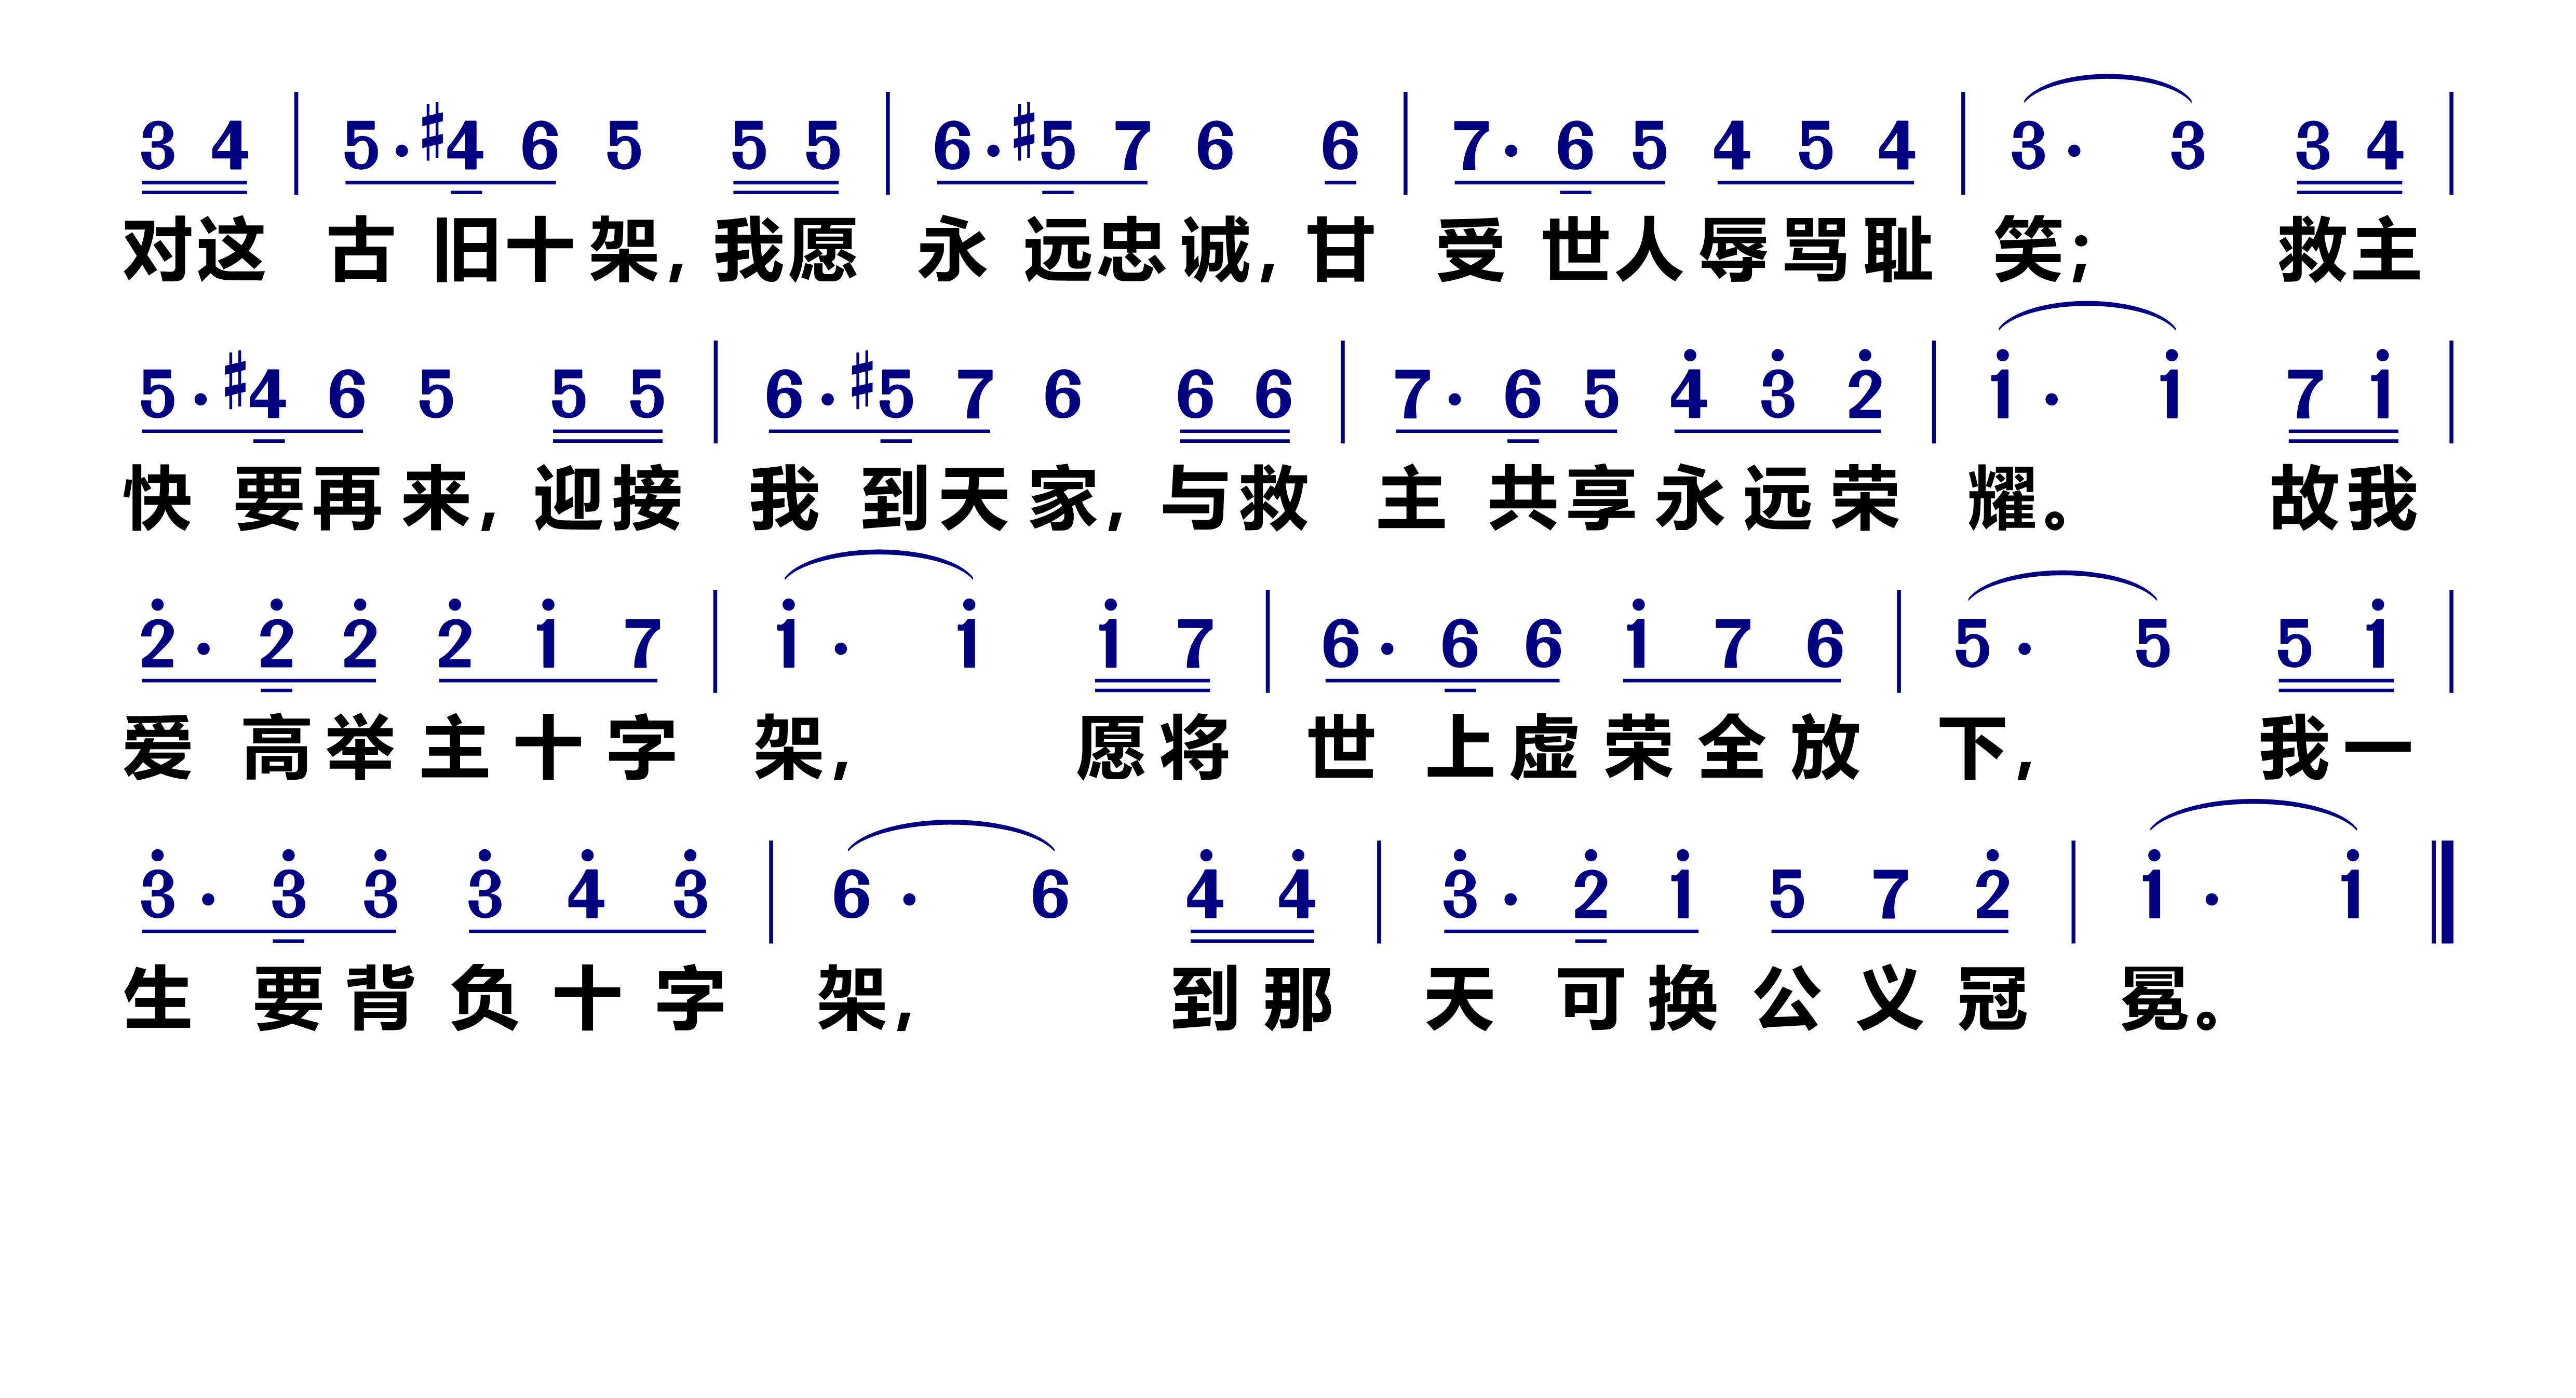 3 4 | 5· #4 6 5 5 5 | 6· #5 7 6 6 | 7· 6 5 4 5 4 | 3· 3 3 4 |
对这 古 旧十架，我愿 永 远忠诚，甘 受 世人辱骂耻 笑； 救主
5· #4 6 5 5 5 | 6· #5 7 6 6 6 | 7· 6 5 4̇ 3̇ 2̇ | 1̇· 1̇ 7 1̇ |
快 要再来，迎接 我 到天家，与救 主 共享永远荣 耀。 故我
2̇· 2̇ 2̇ 2̇ 1̇ 7 | 1̇· 1̇ 1̇ 7 | 6· 6 6 1̇ 7 6 | 5· 5 5 1̇ |
爱 高举主十字 架， 愿将 世 上虚荣全放 下， 我一
3̇· 3̇ 3̇ 3̇ 4̇ 3̇ | 6· 6 4̇ 4̇ | 3̇· 2̇ 1̇ 5 7 2̇ | 1̇· 1̇ ‖
生 要背负十字 架， 到那 天 可换公义冠 冕。